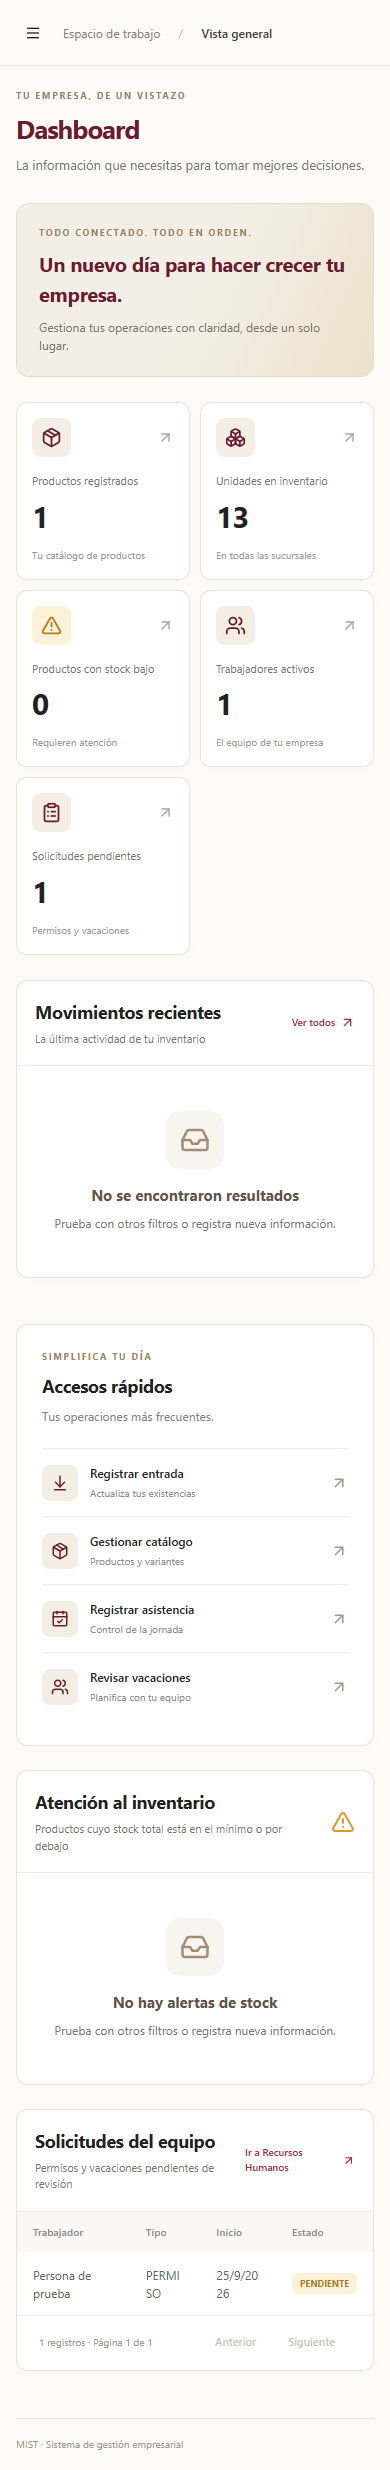 Espacio de trabajo / Vista general
TU EMPRESA, DE UN VISTAZO
Dashboard
La información que necesitas para tomar mejores decisiones.
TODO CONECTADO. TODO EN ORDEN.
Un nuevo día para hacer crecer tu
empresa.
Gestiona tus operaciones con claridad, desde un solo
lugar.
Productos registrados
1
Tu catálogo de productos
Unidades en inventario
13
En todas las sucursales
Productos con stock bajo
0
Requieren atención
Trabajadores activos
1
El equipo de tu empresa
Solicitudes pendientes
1
Permisos y vacaciones
Movimientos recientes
La última actividad de tu inventario
Ver todos
No se encontraron resultados
Prueba con otros filtros o registra nueva información.
SIMPLIFICA TU DÍA
Accesos rápidos
Tus operaciones más frecuentes.
Registrar entrada
Actualiza tus existencias
Gestionar catálogo
Productos y variantes
Registrar asistencia
Control de la jornada
Revisar vacaciones
Planifica con tu equipo
Atención al inventario
Productos cuyo stock total está en el mínimo o por
debajo
No hay alertas de stock
Prueba con otros filtros o registra nueva información.
Solicitudes del equipo
Permisos y vacaciones pendientes de
revisión
Ir a Recursos
Humanos
Trabajador Tipo Inicio Estado
Persona de PERMI 25/9/20 PENDIENTE
prueba SO 26
1 registros · Página 1 de 1 Anterior Siguiente
MIST · Sistema de gestión empresarial